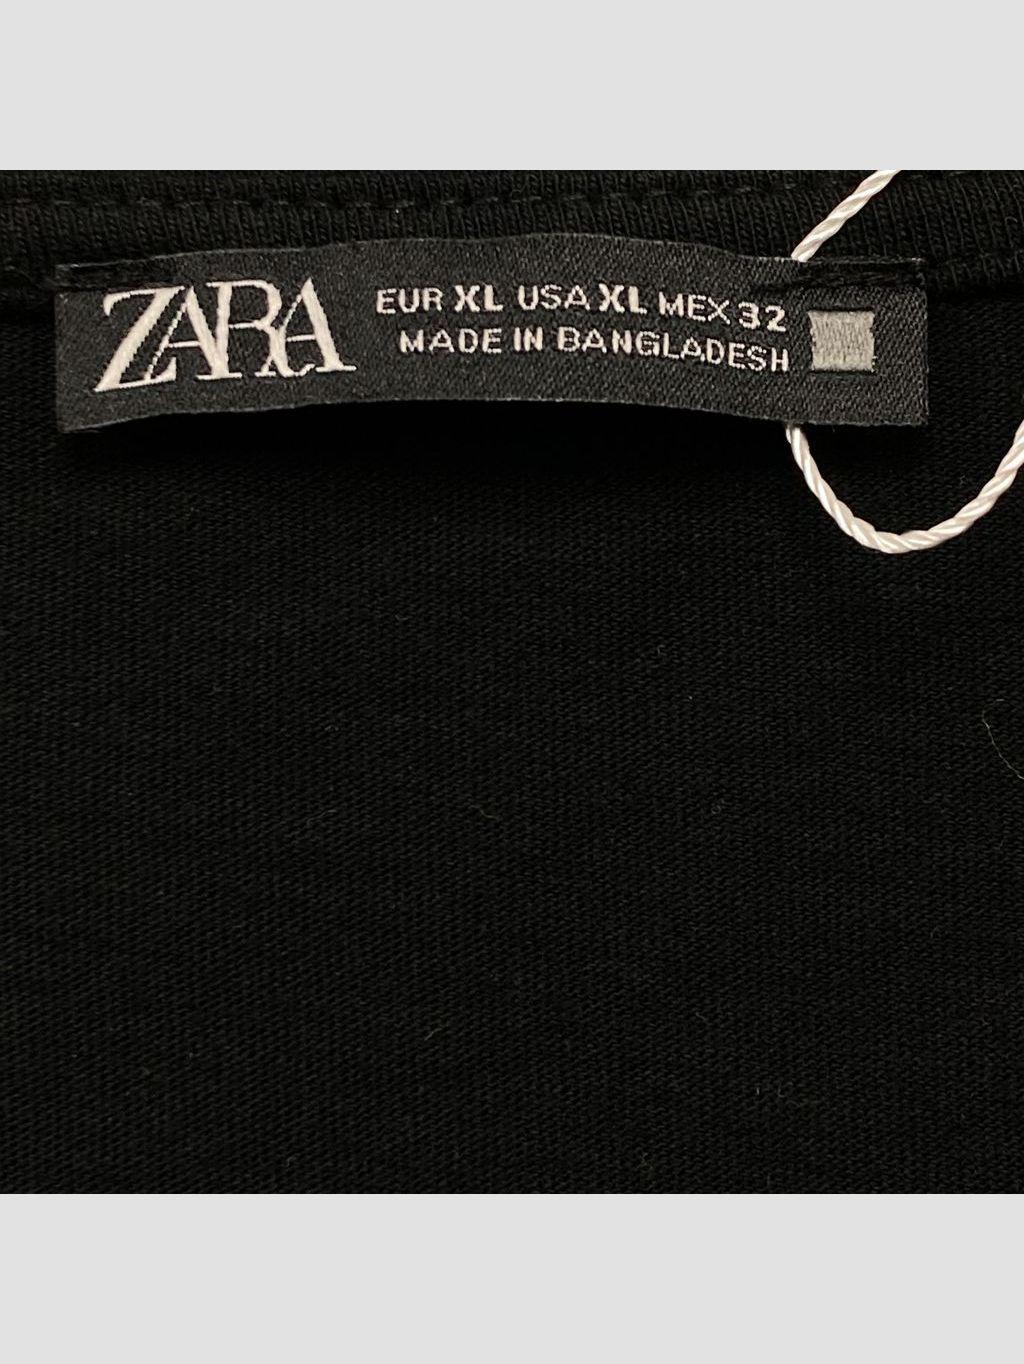 ZARA
EUR XL USA XL MEX 32
MADE IN BANGLADESH